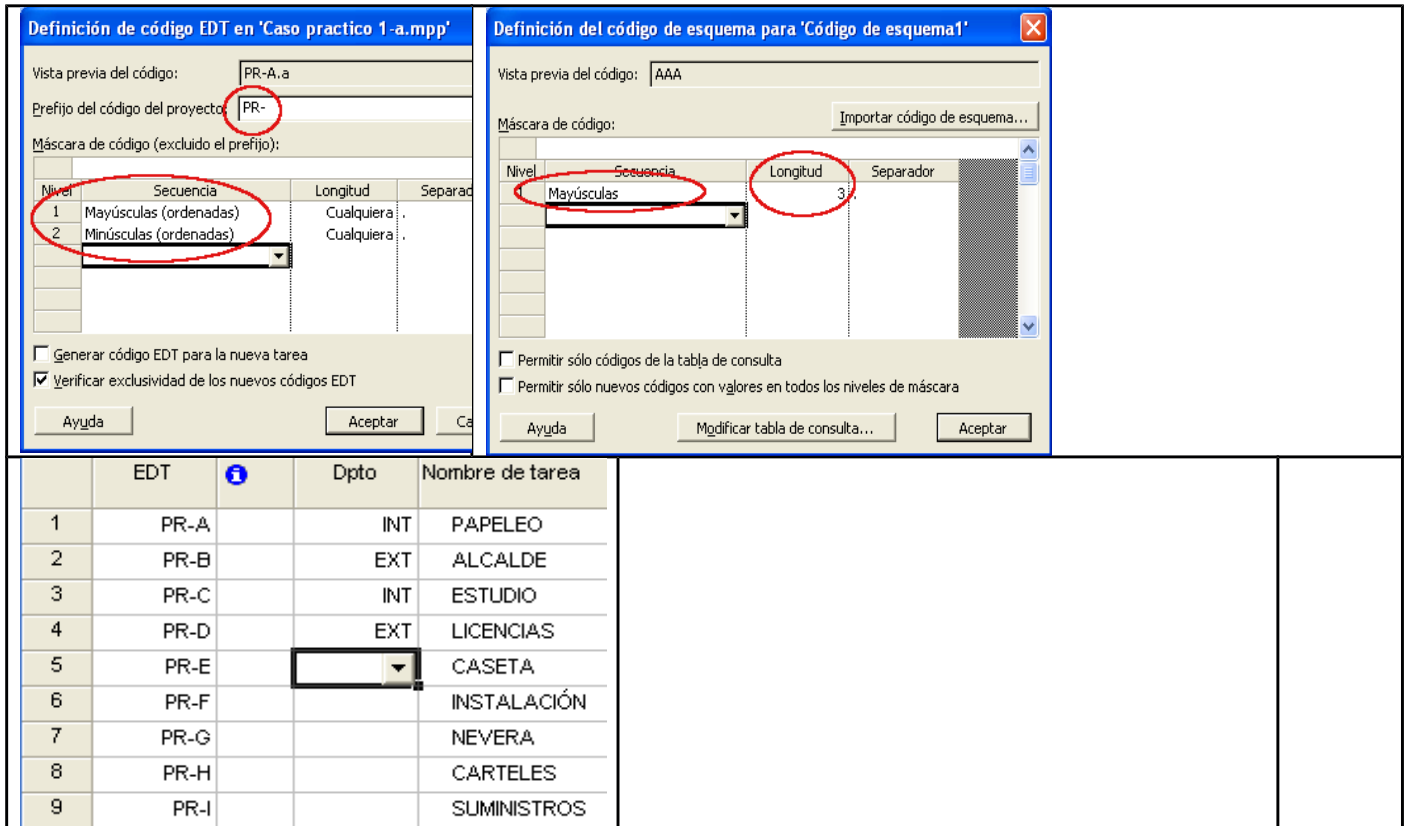 Definición de código EDT en 'Caso practico 1-a.mpp'
Vista previa del código: PR-A.a
Prefijo del código del proyecto: PR-
Máscara de código (excluido el prefijo):
Nivel Secuencia Longitud Separad
1 Mayúsculas (ordenadas) Cualquiera .
2 Minúsculas (ordenadas) Cualquiera .
Generar código EDT para la nueva tarea
Verificar exclusividad de los nuevos códigos EDT
Ayuda Aceptar Ca
Definición del código de esquema para 'Código de esquema1'
Vista previa del código: AAA
Importar código de esquema...
Máscara de código:
Nivel Secuencia Longitud Separador
1 Mayúsculas 3 .
Permitir sólo códigos de la tabla de consulta
Permitir sólo nuevos códigos con valores en todos los niveles de máscara
Ayuda Modificar tabla de consulta... Aceptar
EDT Dpto Nombre de tarea
1 PR-A INT PAPELEO
2 PR-B EXT ALCALDE
3 PR-C INT ESTUDIO
4 PR-D EXT LICENCIAS
5 PR-E CASETA
6 PR-F INSTALACIÓN
7 PR-G NEVERA
8 PR-H CARTELES
9 PR-I SUMINISTROS